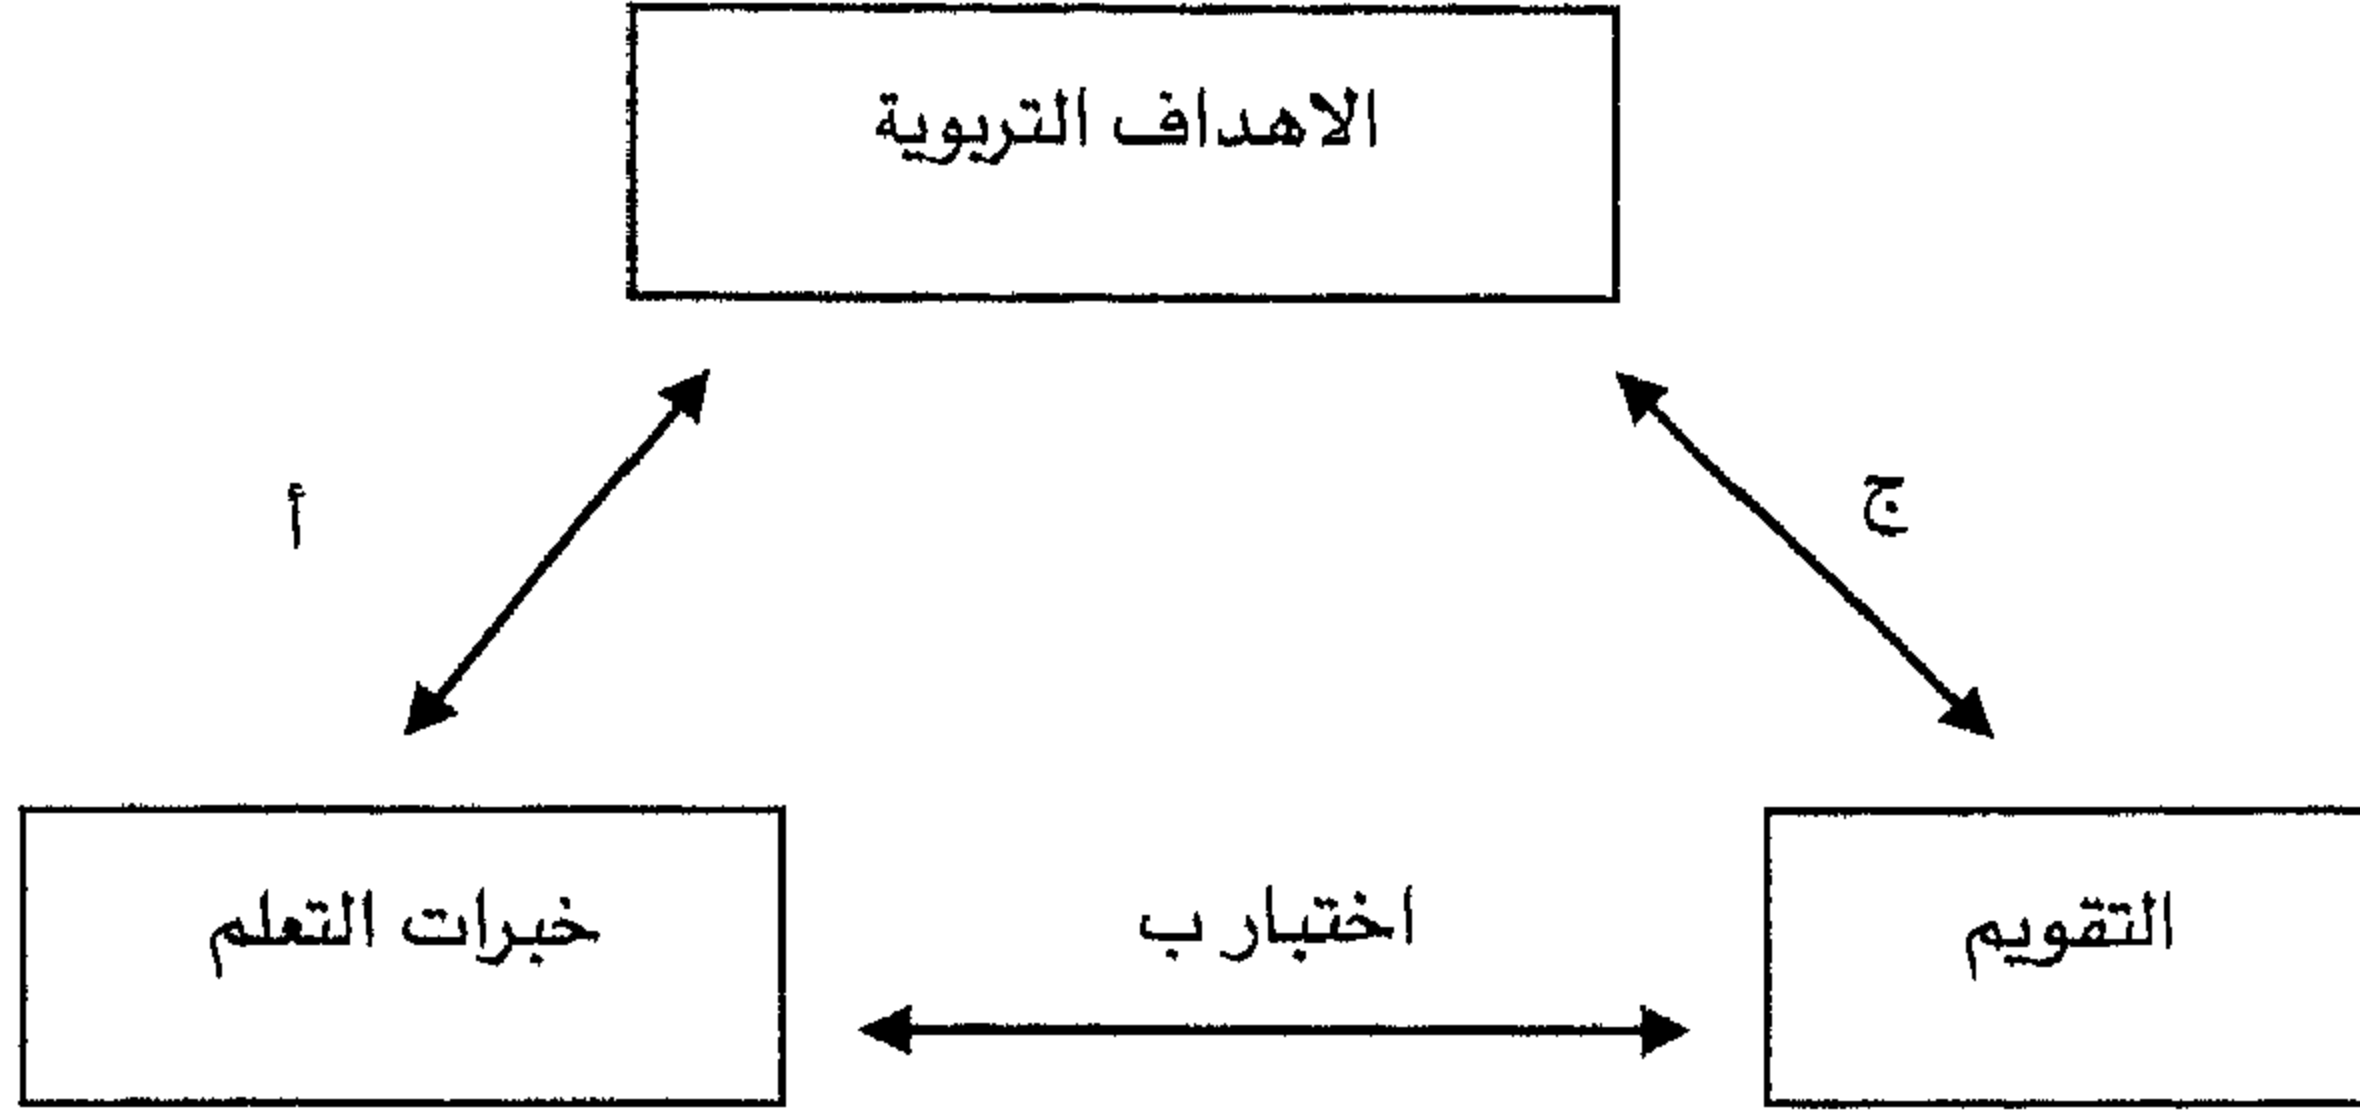 الاهداف التربوية
ج
أ
التقويم
اختبار ب
خبرات التعلم